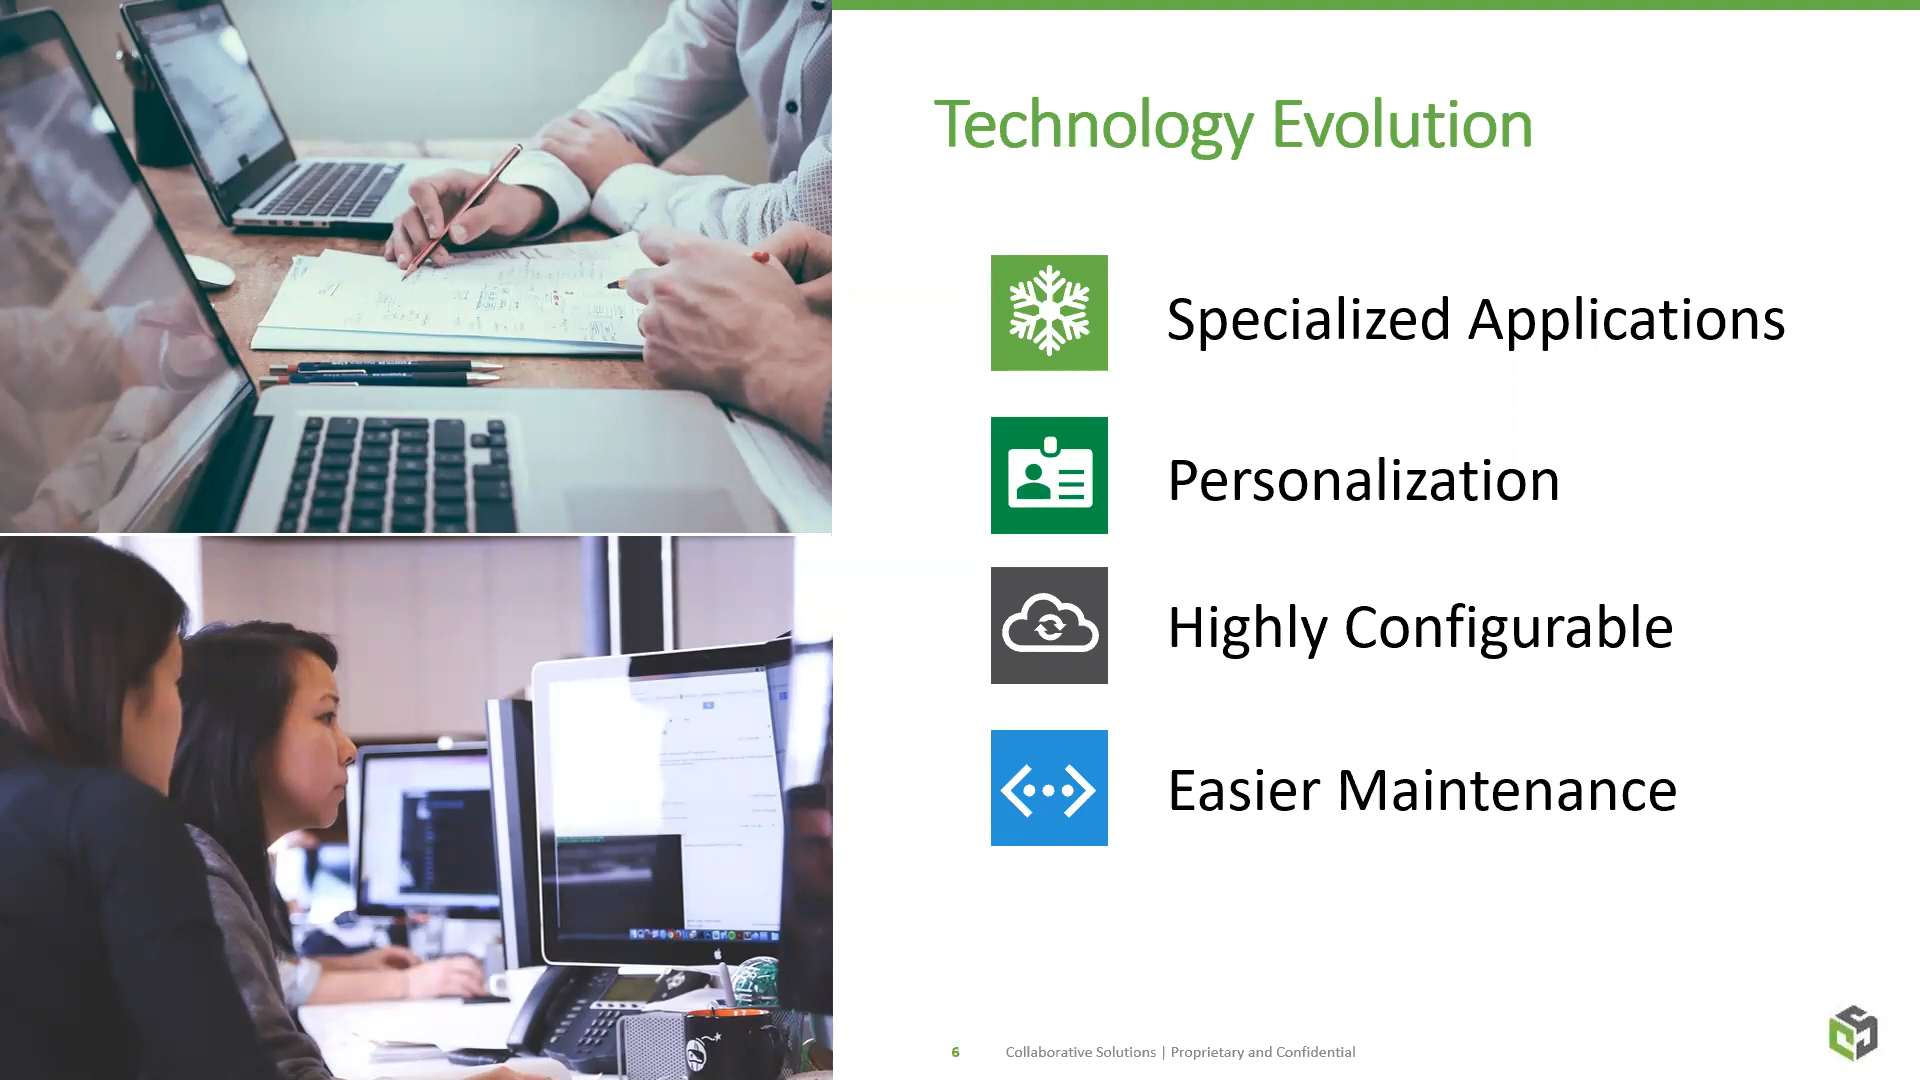 Technology Evolution
Specialized Applications
Personalization
Highly Configurable
Easier Maintenance
6
Collaborative Solutions | Proprietary and Confidential